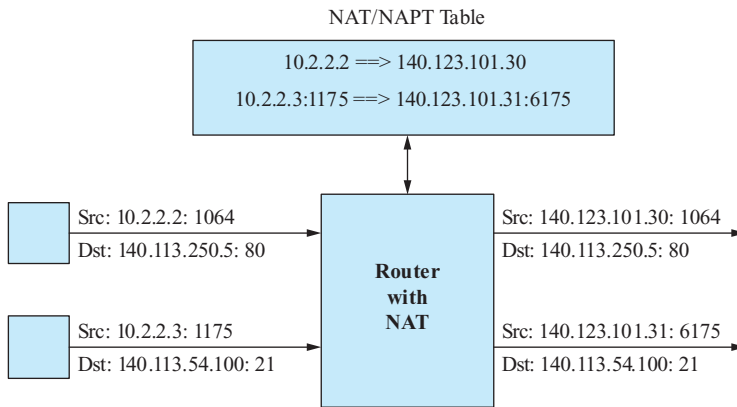 NAT/NAPT Table
10.2.2.2 ==> 140.123.101.30
10.2.2.3:1175 ==> 140.123.101.31:6175
Src: 10.2.2.2: 1064
Dst: 140.113.250.5: 80
Src: 140.123.101.30: 1064
Dst: 140.113.250.5: 80
Router
with
NAT
Src: 10.2.2.3: 1175
Dst: 140.113.54.100: 21
Src: 140.123.101.31: 6175
Dst: 140.113.54.100: 21